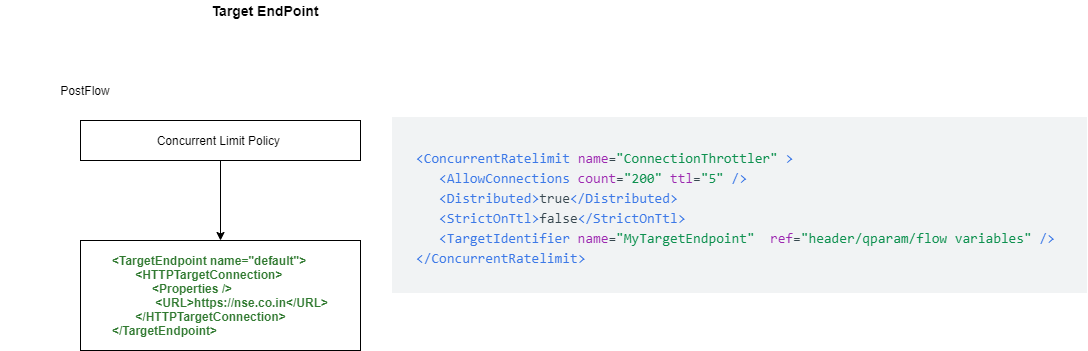 Target EndPoint
PostFlow
Concurrent Limit Policy
<TargetEndpoint name="default">
<HTTPTargetConnection>
<Properties />
<URL>https://nse.co.in</URL>
</HTTPTargetConnection>
</TargetEndpoint>
<ConcurrentRatelimit name="ConnectionThrottler" >
<AllowConnections count="200" ttl="5" />
<Distributed>true</Distributed>
<StrictOnTtl>false</StrictOnTtl>
<TargetIdentifier name="MyTargetEndpoint"  ref="header/qparam/flow variables" />
</ConcurrentRatelimit>